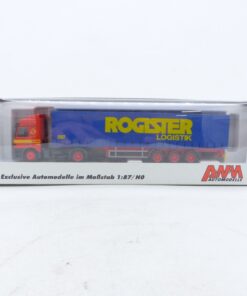 ROGISTER
LOGISTIK
Exclusive Automodelle im Maßstab 1:87/H0
AWM
AUTOMODELLE